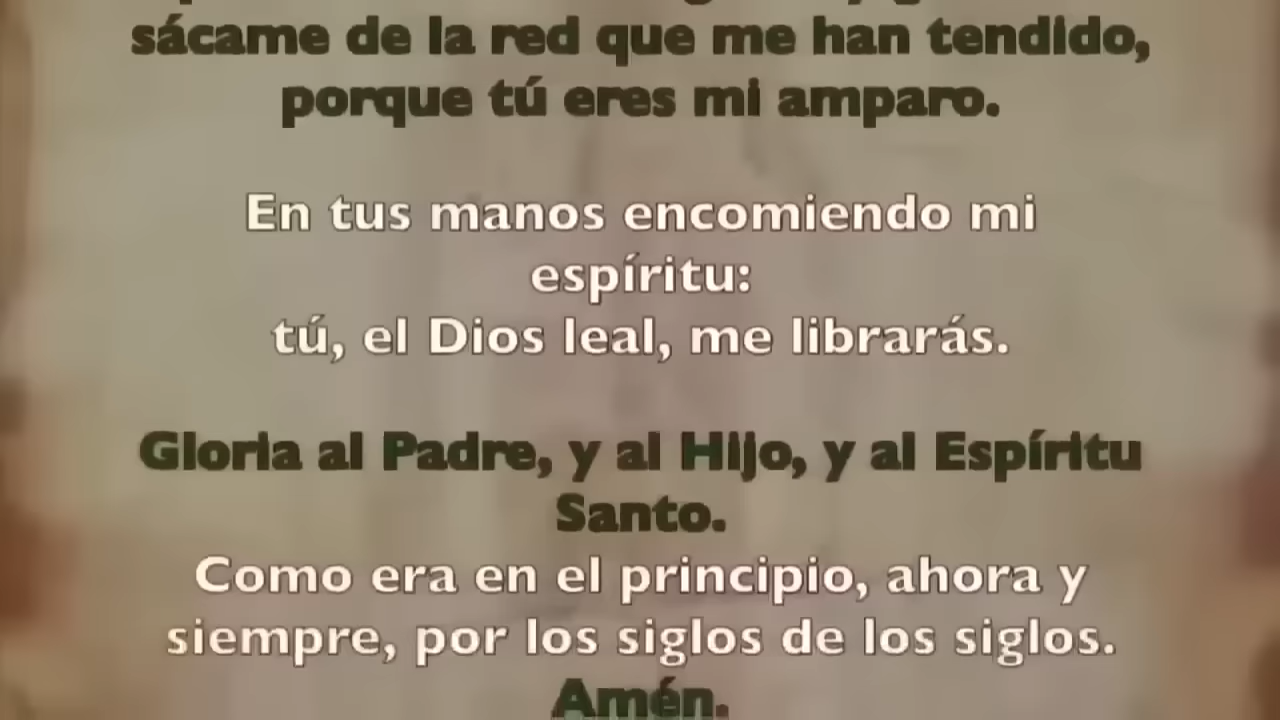 sácame de la red que me han tendido,
porque tú eres mi amparo.
En tus manos encomiendo mi
espíritu:
tú, el Dios leal, me librarás.
Gloria al Padre, y al Hijo, y al Espíritu
Santo.
Como era en el principio, ahora y
siempre, por los siglos de los siglos.
Amén.